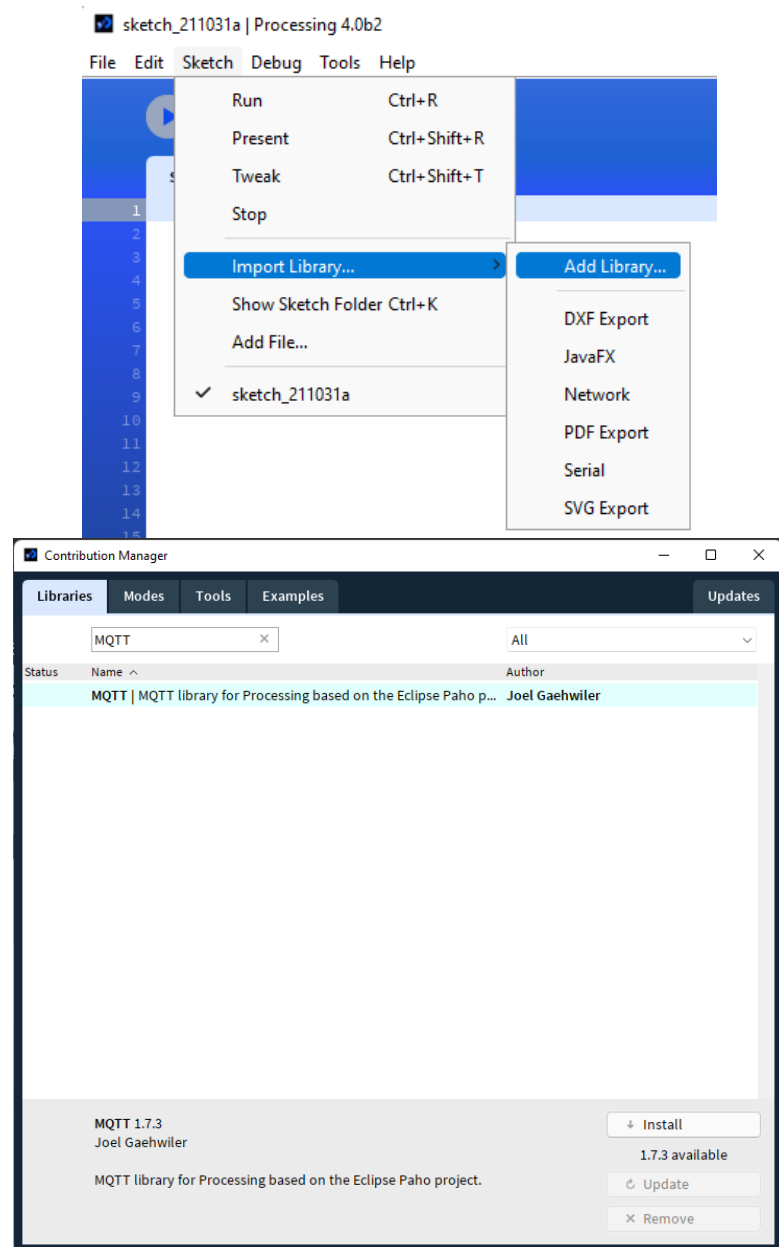 sketch_211031a | Processing 4.0b2
File Edit Sketch Debug Tools Help
Run Ctrl+R
Present Ctrl+Shift+R
Tweak Ctrl+Shift+T
Stop
Import Library...
Show Sketch Folder Ctrl+K
Add File...
sketch_211031a
Add Library...
DXF Export
JavaFX
Network
PDF Export
Serial
SVG Export
1
2
3
4
5
6
7
8
9
10
11
12
13
14
15
Contribution Manager
Libraries Modes Tools Examples Updates
MQTT All
Status Name Author
MQTT | MQTT library for Processing based on the Eclipse Paho p... Joel Gaehwiler
MQTT 1.7.3
Joel Gaehwiler
MQTT library for Processing based on the Eclipse Paho project.
Install
1.7.3 available
Update
Remove